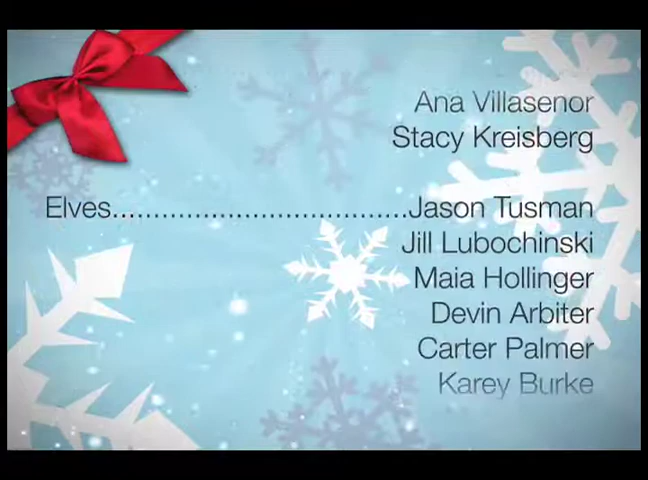 Ana Villasenor
Stacy Kreisberg
Elves....................................Jason Tusman
Jill Lubochinski
Maia Hollinger
Devin Arbiter
Carter Palmer
Karey Burke